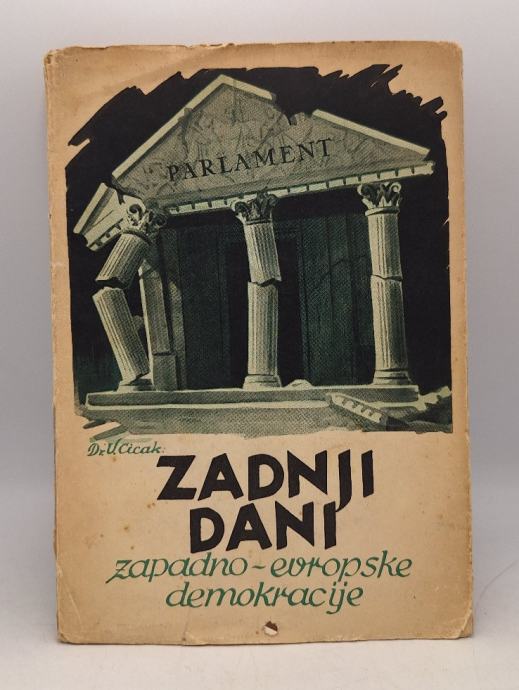 PARLAMENT
Dr. V. Cicak:
ZADNJI
DANI
zapadno-evropske
demokracije